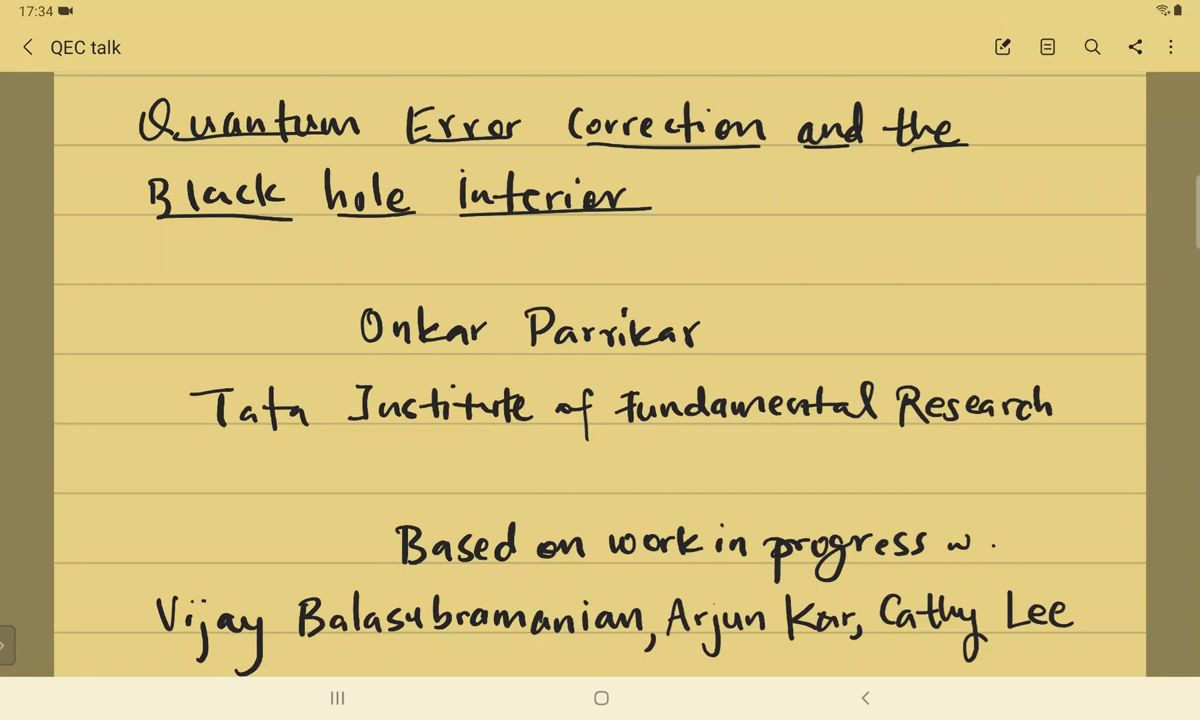 17:34
QEC talk
Quantum Error Correction and the
Black hole interior
Onkar Parrikar
Tata Institute of Fundamental Research
Based on work in progress w.
Vijay Balasubramanian, Arjun Kar, Cathy Lee